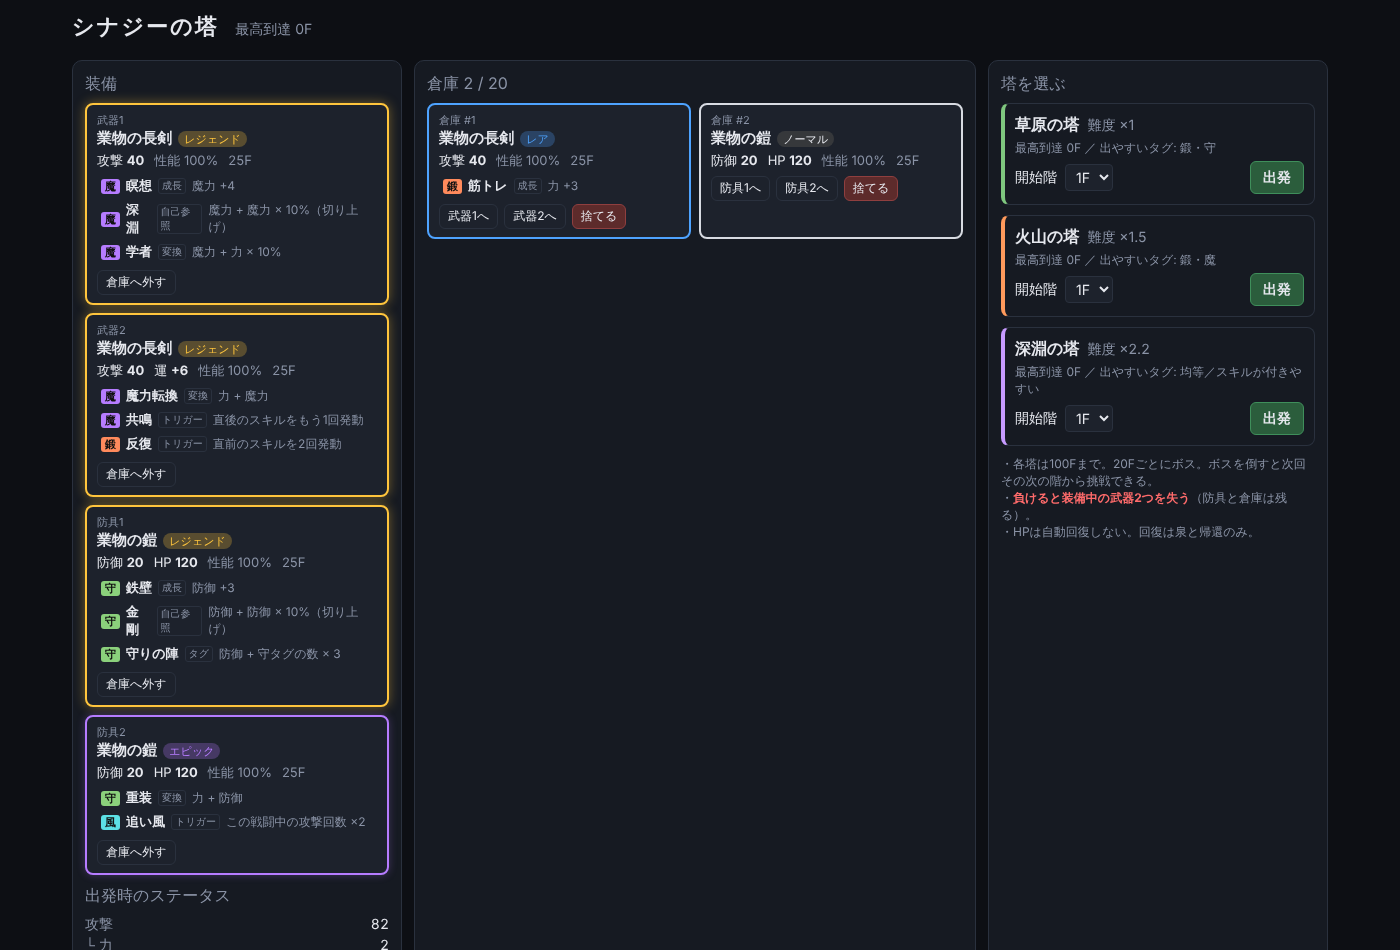 シナジーの塔 最高到達 0F
装備
武器1
業物の長剣 レジェンド
攻撃 40 性能 100% 25F
魔 瞑想 成長 魔力 +4
魔 深淵 自己参照 魔力 + 魔力 × 10%（切り上げ）
魔 学者 変換 魔力 + 力 × 10%
倉庫へ外す
武器2
業物の長剣 レジェンド
攻撃 40 運 +6 性能 100% 25F
魔 魔力転換 変換 力 + 魔力
魔 共鳴 トリガー 直後のスキルをもう1回発動
鍛 反復 トリガー 直前のスキルを2回発動
倉庫へ外す
防具1
業物の鎧 レジェンド
防御 20 HP 120 性能 100% 25F
守 鉄壁 成長 防御 +3
守 金剛 自己参照 防御 + 防御 × 10%（切り上げ）
守 守りの陣 タグ 防御 + 守タグの数 × 3
倉庫へ外す
防具2
業物の鎧 エピック
防御 20 HP 120 性能 100% 25F
守 重装 変換 力 + 防御
風 追い風 トリガー この戦闘中の攻撃回数 ×2
倉庫へ外す
出発時のステータス
攻撃 82
└ 力 2
倉庫 2 / 20
倉庫 #1
業物の長剣 レア
攻撃 40 性能 100% 25F
鍛 筋トレ 成長 力 +3
武器1へ 武器2へ 捨てる
倉庫 #2
業物の鎧 ノーマル
防御 20 HP 120 性能 100% 25F
防具1へ 防具2へ 捨てる
塔を選ぶ
草原の塔 難度 ×1
最高到達 0F ／ 出やすいタグ: 鍛・守
開始階 1F 出発
火山の塔 難度 ×1.5
最高到達 0F ／ 出やすいタグ: 鍛・魔
開始階 1F 出発
深淵の塔 難度 ×2.2
最高到達 0F ／ 出やすいタグ: 均等／スキルが付きや
すい
開始階 1F 出発
・各塔は100Fまで。20Fごとにボス。ボスを倒すと次回
その次の階から挑戦できる。
・負けると装備中の武器2つを失う（防具と倉庫は残
る）。
・HPは自動回復しない。回復は泉と帰還のみ。